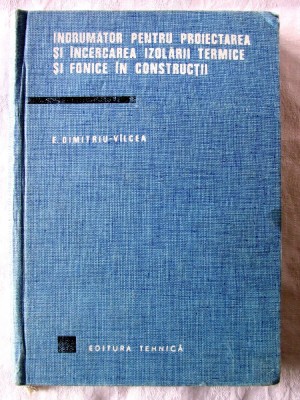 INDRUMĂTOR PENTRU PROIECTAREA
ȘI ÎNCERCAREA IZOLĂRII TERMICE
ȘI FONICE ÎN CONSTRUCȚII
E. DIMITRIU-VÎLCEA
EDITURA TEHNICĂ